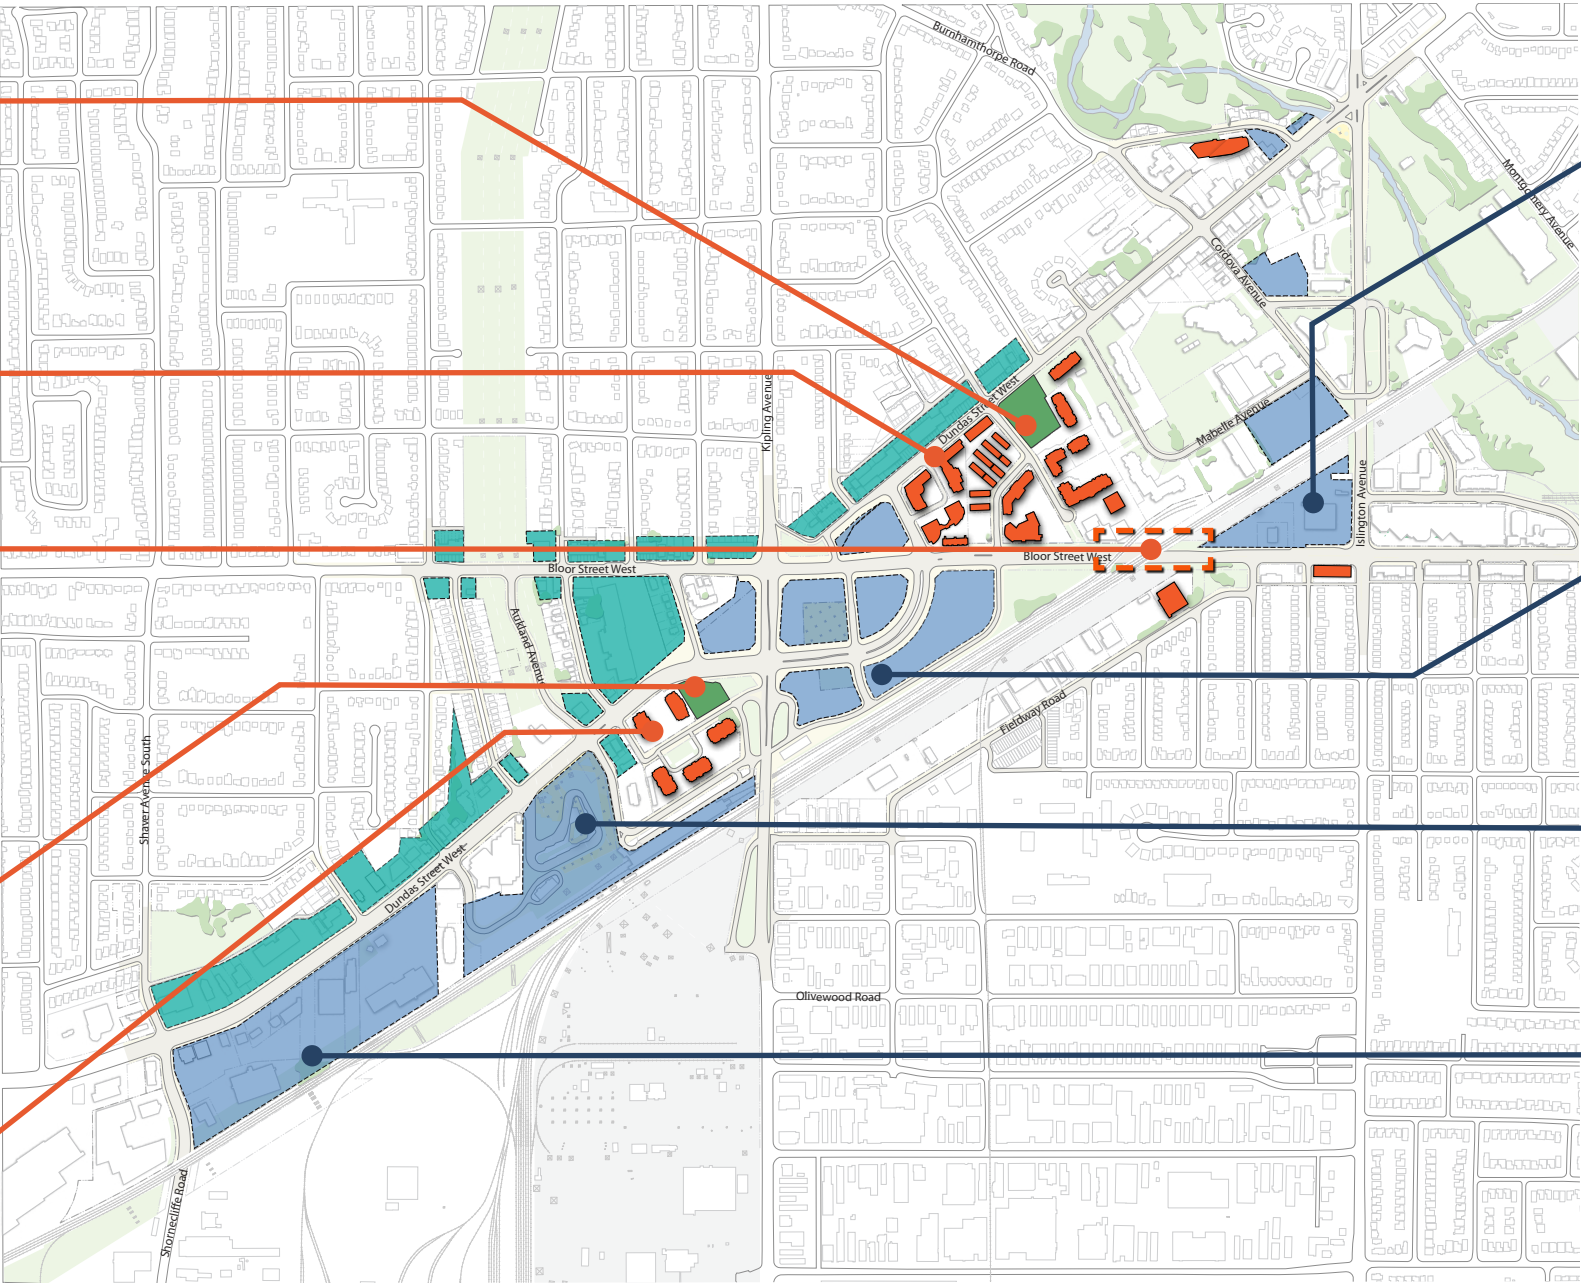 Burnhamthorpe Road
Montgomery Avenue
Cordova Avenue
Kipling Avenue
Dundas Street West
Mabelle Avenue
Islington Avenue
Bloor Street West
Bloor Street West
Aukland Avenue
Fieldway Road
Shaver Avenue South
Dundas Street West
Olivewood Road
Shorncliffe Road